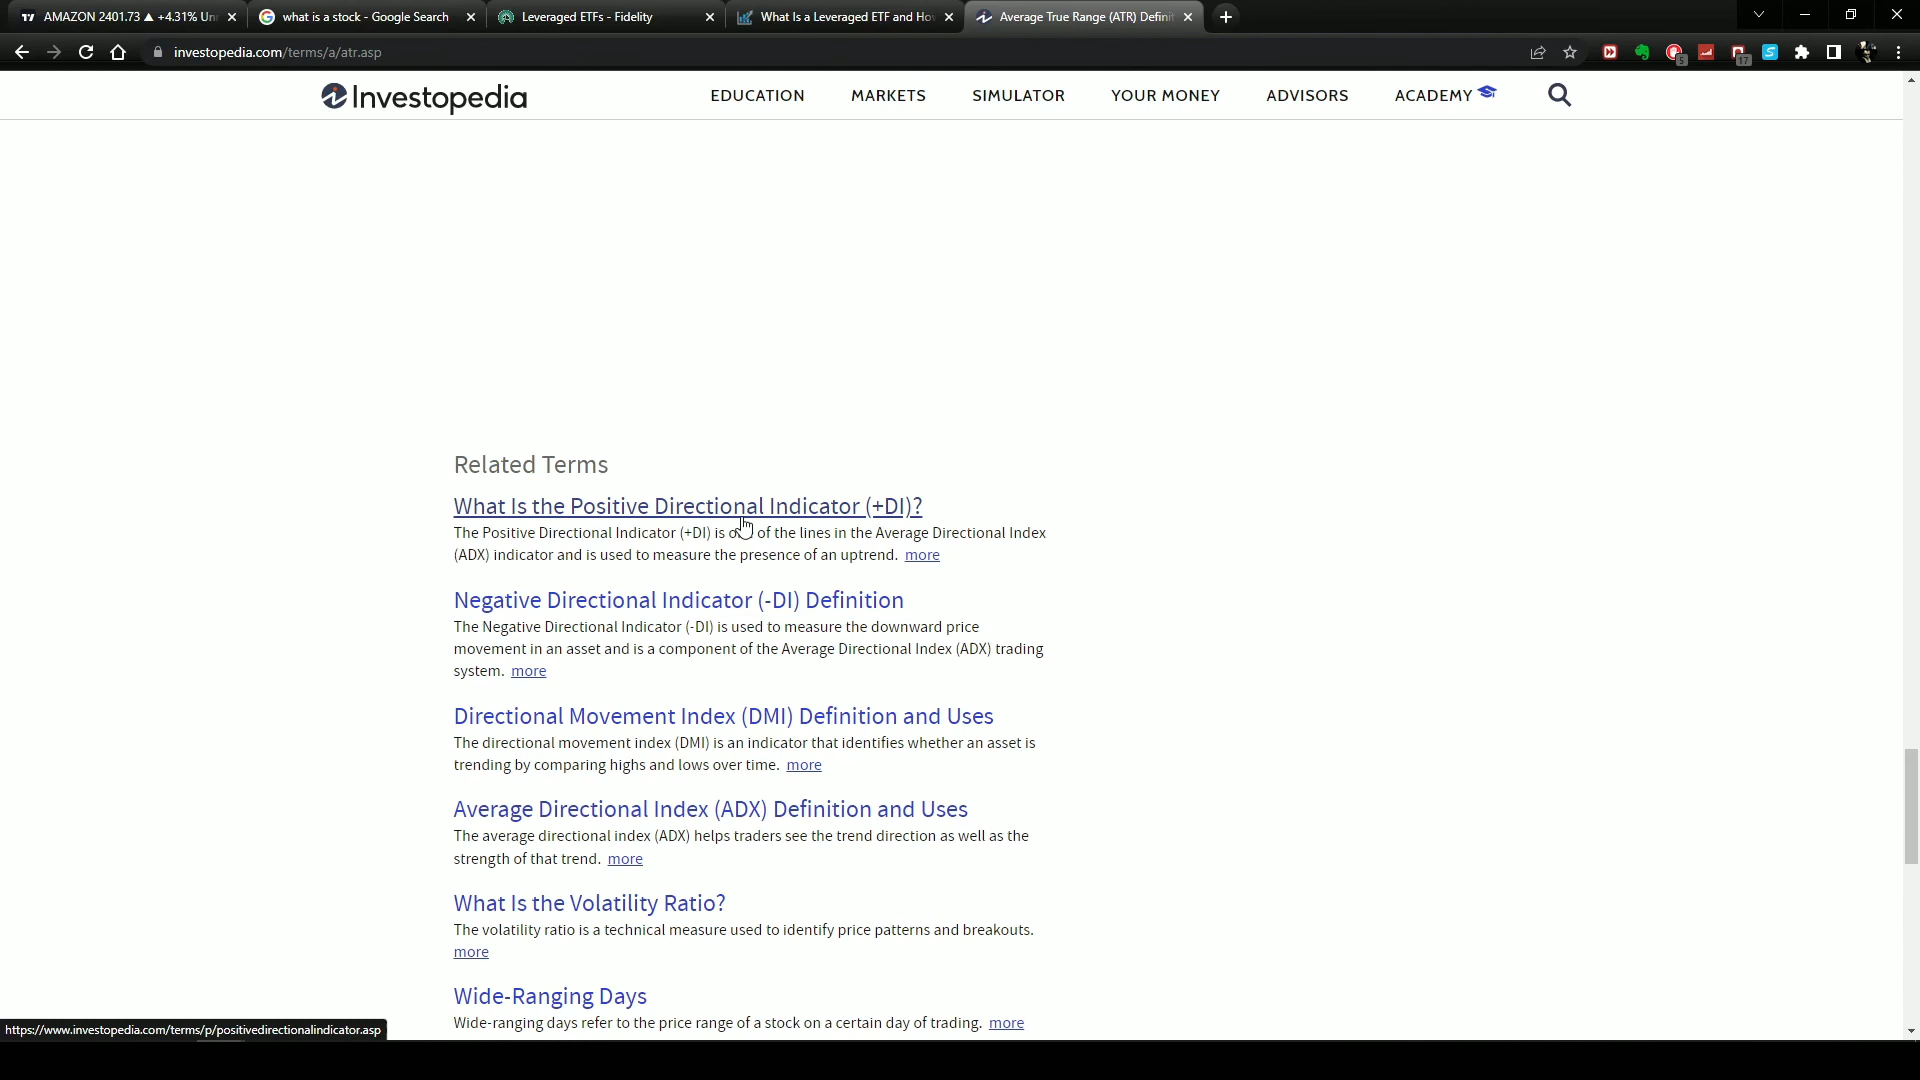 AMAZON 2401.73 ▲ +4.31% Un
what is a stock - Google Search
Leveraged ETFs - Fidelity
What Is a Leveraged ETF and Ho
Average True Range (ATR) Defini
investopedia.com/terms/a/atr.asp
5
17
Investopedia
EDUCATION
MARKETS
SIMULATOR
YOUR MONEY
ADVISORS
ACADEMY
Related Terms
What Is the Positive Directional Indicator (+DI)?
The Positive Directional Indicator (+DI) is of the lines in the Average Directional Index
(ADX) indicator and is used to measure the presence of an uptrend. more
Negative Directional Indicator (-DI) Definition
The Negative Directional Indicator (-DI) is used to measure the downward price
movement in an asset and is a component of the Average Directional Index (ADX) trading
system. more
Directional Movement Index (DMI) Definition and Uses
The directional movement index (DMI) is an indicator that identifies whether an asset is
trending by comparing highs and lows over time. more
Average Directional Index (ADX) Definition and Uses
The average directional index (ADX) helps traders see the trend direction as well as the
strength of that trend. more
What Is the Volatility Ratio?
The volatility ratio is a technical measure used to identify price patterns and breakouts.
more
Wide-Ranging Days
Wide-ranging days refer to the price range of a stock on a certain day of trading. more
https://www.investopedia.com/terms/p/positivedirectionalindicator.asp